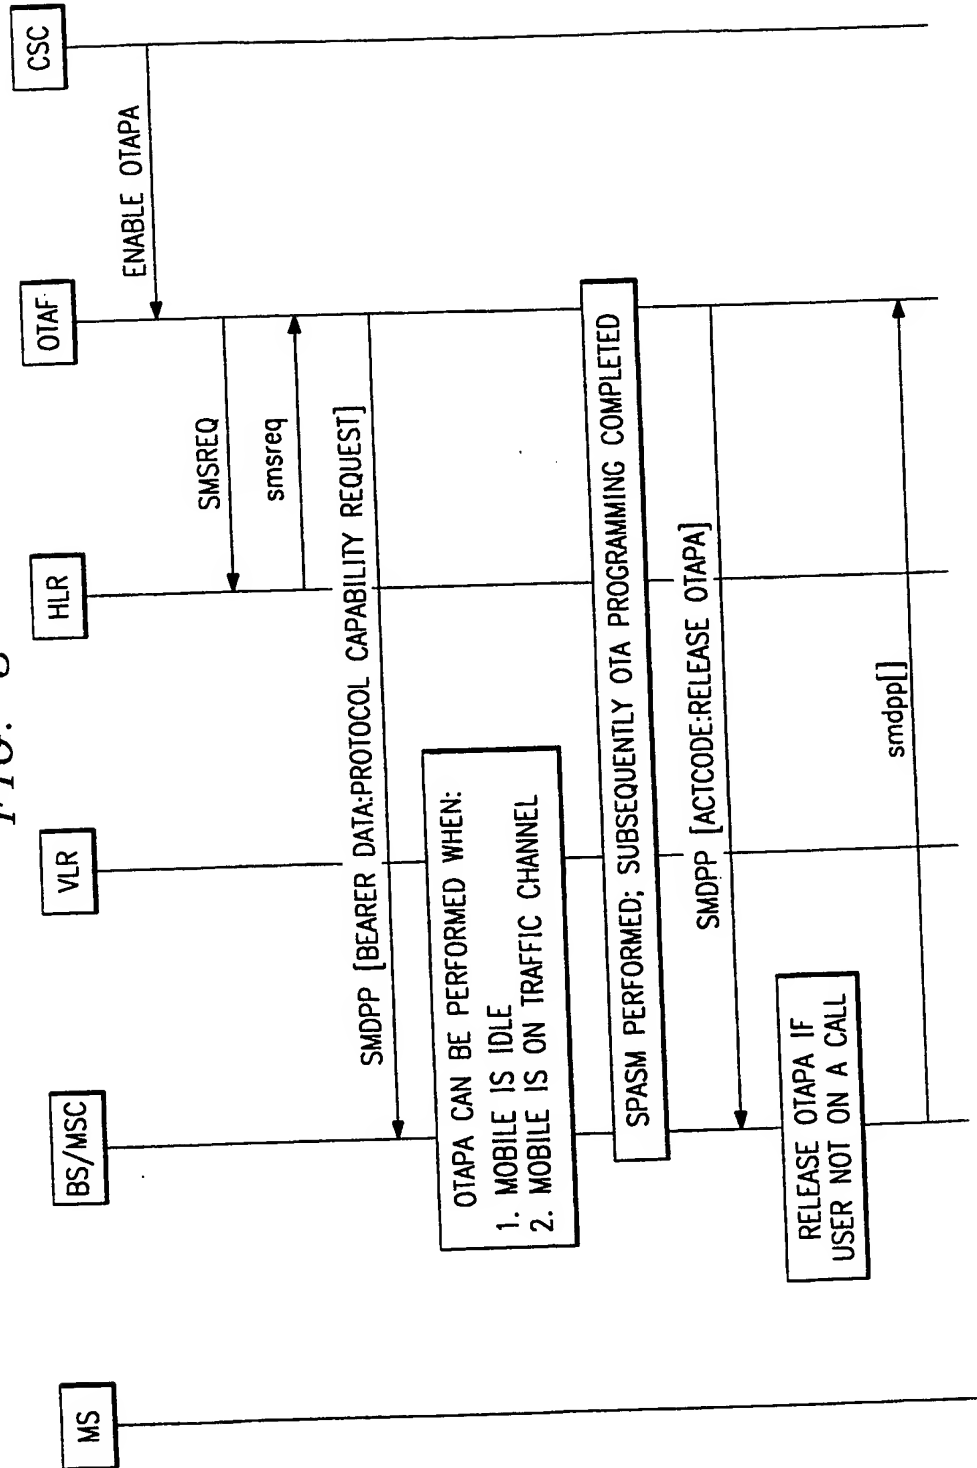 FIG.
MS
BS/MSC
VLR
HLR
OTAF
CSC
ENABLE OTAPA
SMSREQ
smsreq
SMDPP [BEARER DATA:PROTOCOL CAPABILITY REQUEST]
OTAPA CAN BE PERFORMED WHEN:
1. MOBILE IS IDLE
2. MOBILE IS ON TRAFFIC CHANNEL
SPASM PERFORMED; SUBSEQUENTLY OTA PROGRAMMING COMPLETED
SMDPP [ACTCODE:RELEASE OTAPA]
RELEASE OTAPA IF
USER NOT ON A CALL
smdpp[]